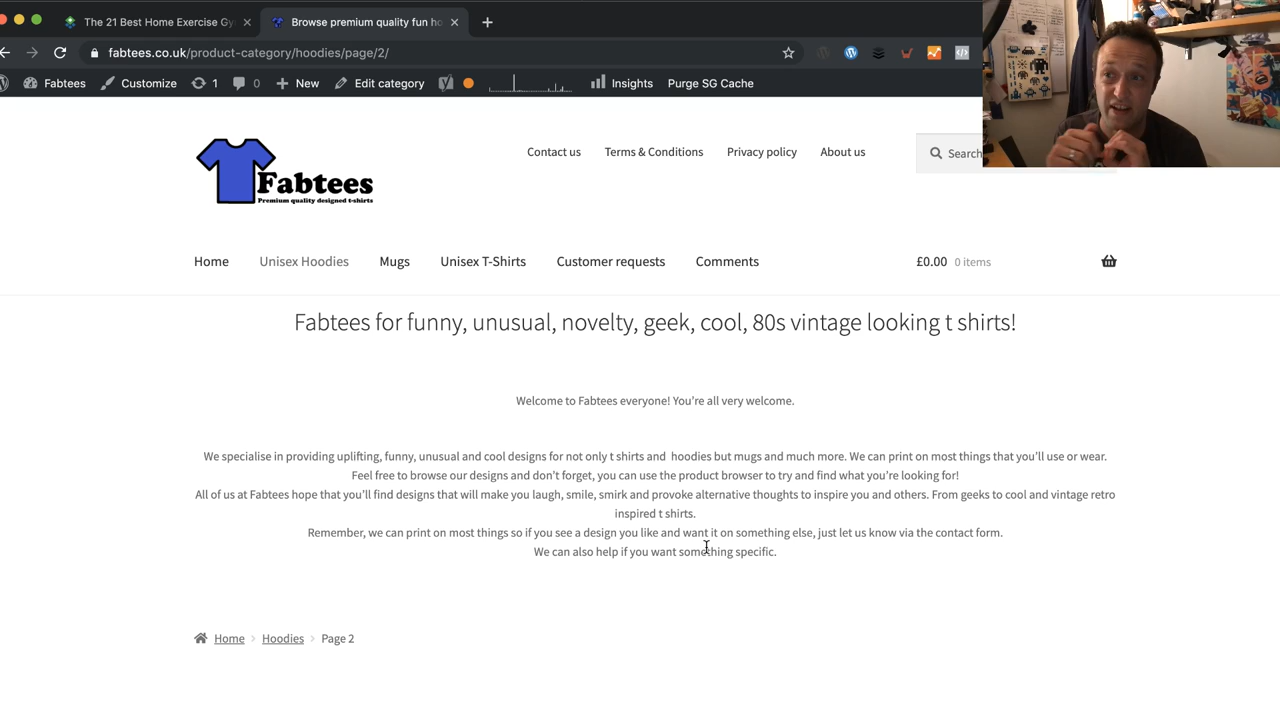 The 21 Best Home Exercise Gy
Browse premium quality fun ho
fabtees.co.uk/product-category/hoodies/page/2/
Fabtees Customize 1 0 New Edit category Insights Purge SG Cache
Fabtees
Premium quality designed t-shirts
Contact us Terms & Conditions Privacy policy About us Search
Home Unisex Hoodies Mugs Unisex T-Shirts Customer requests Comments £0.00 0 items
Fabtees for funny, unusual, novelty, geek, cool, 80s vintage looking t shirts!
Welcome to Fabtees everyone! You're all very welcome.
We specialise in providing uplifting, funny, unusual and cool designs for not only t shirts and hoodies but mugs and much more. We can print on most things that you'll use or wear.
Feel free to browse our designs and don't forget, you can use the product browser to try and find what you're looking for!
All of us at Fabtees hope that you'll find designs that will make you laugh, smile, smirk and provoke alternative thoughts to inspire you and others. From geeks to cool and vintage retro
inspired t shirts.
Remember, we can print on most things so if you see a design you like and want it on something else, just let us know via the contact form.
We can also help if you want something specific.
Home Hoodies Page 2